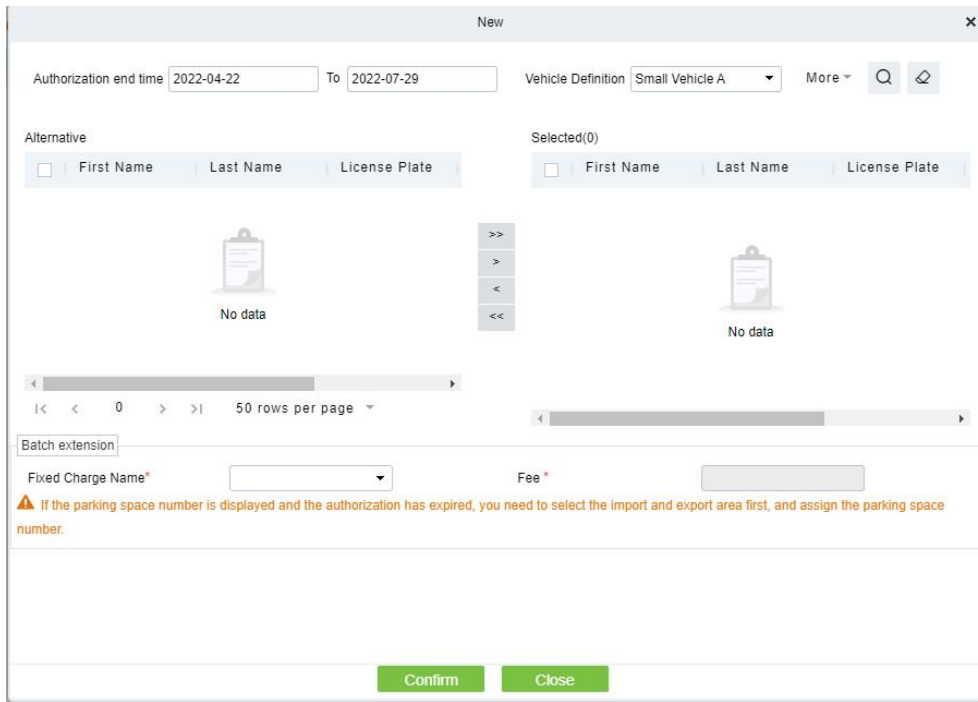 New ×
Authorization end time 2022-04-22 To 2022-07-29 Vehicle Definition Small Vehicle A More
Alternative
First Name Last Name License Plate
No data
0 50 rows per page
>>
>
<
<<
Selected(0)
First Name Last Name License Plate
No data
Batch extension
Fixed Charge Name* Fee *
If the parking space number is displayed and the authorization has expired, you need to select the import and export area first, and assign the parking space
number.
Confirm Close